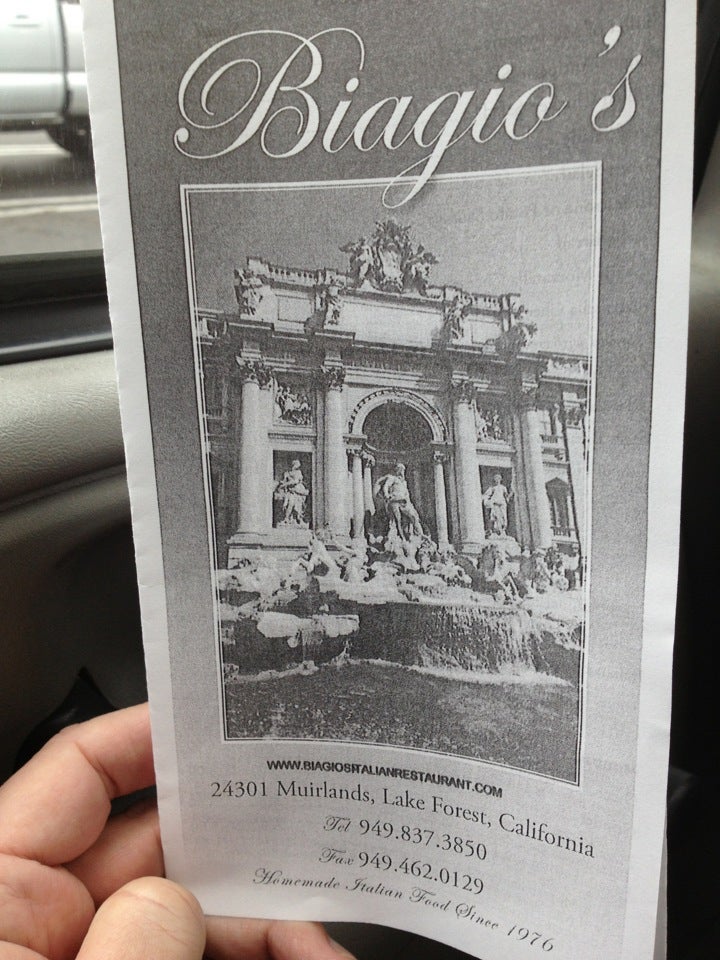 Biagio's
WWW.BIAGIOSITALIANRESTAURANT.COM
24301 Muirlands, Lake Forest, California
Tel 949.837.3850
Fax 949.462.0129
Homemade Italian Food Since 1976